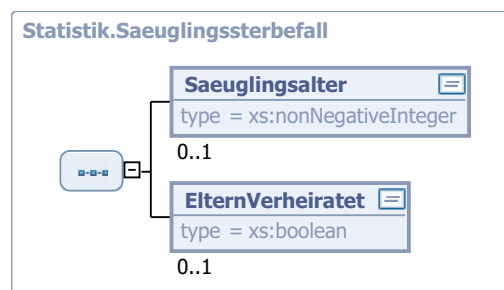 Statistik.Saeuglingssterbefall
Saeuglingsalter
type = xs:nonNegativeInteger
0..1
ElternVerheiratet
type = xs:boolean
0..1